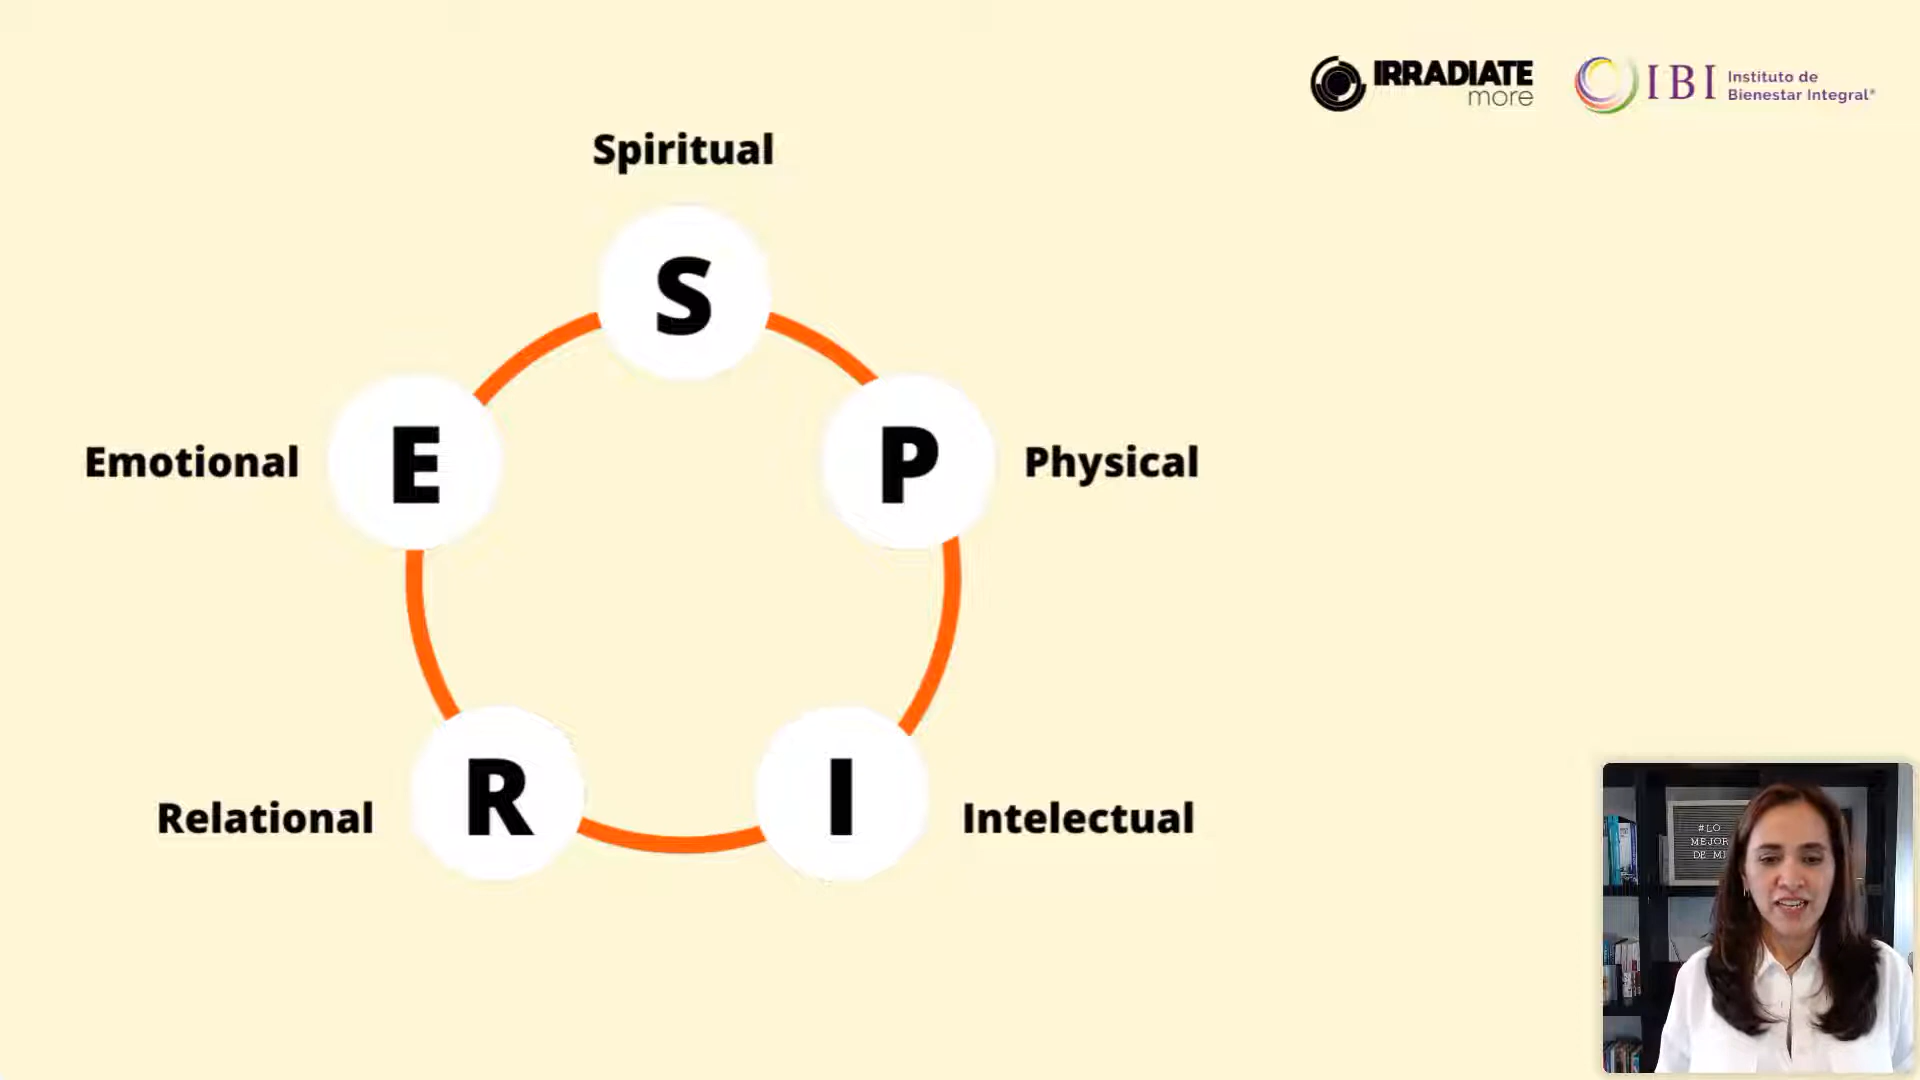 IRRADIATE
more
IBI
Instituto de
Bienestar Integral®
Spiritual
S
Emotional
E
P
Physical
Relational
R
I
Intelectual
#LO
MEJOR
DE MI